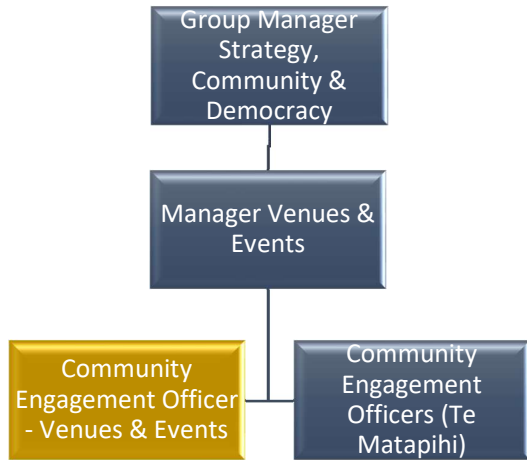 Group Manager
Strategy,
Community &
Democracy
Manager Venues &
Events
Community
Engagement Officer
- Venues & Events
Community
Engagement
Officers (Te
Matapihi)